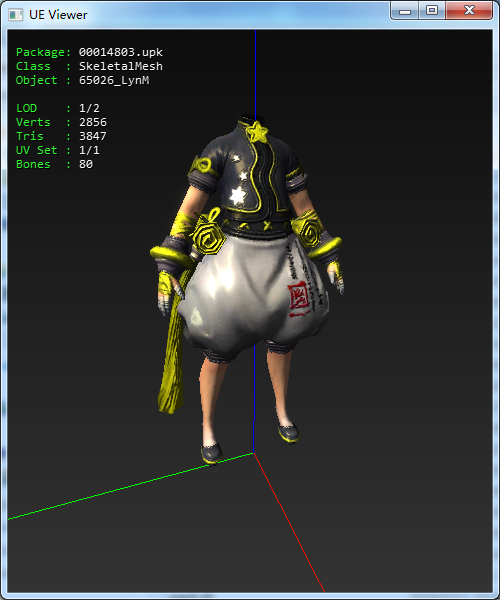 UE Viewer
Package: 00014803.upk
Class : SkeletalMesh
Object : 65026_LynM
LOD : 1/2
Verts : 2856
Tris : 3847
UV Set : 1/1
Bones : 80